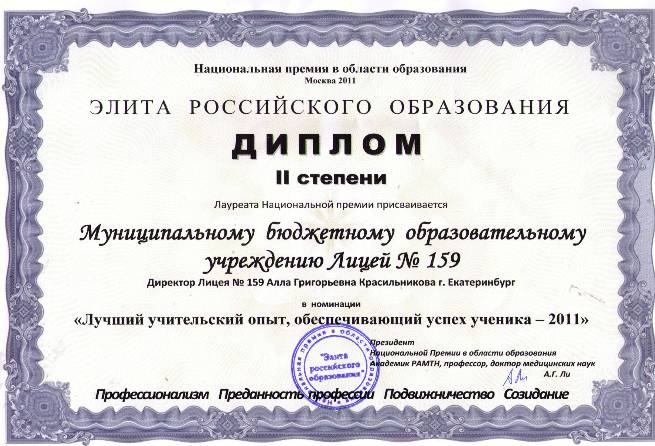 Национальная премия в области образования
Москва 2011
ЭЛИТА РОССИЙСКОГО ОБРАЗОВАНИЯ
ДИПЛОМ
II степени
Лауреата Национальной премии присваивается
Муниципальному бюджетному образовательному
учреждению Лицей № 159
Директор Лицея № 159 Алла Григорьевна Красильникова г. Екатеринбург
в номинации
«Лучший учительский опыт, обеспечивающий успех ученика – 2011»
Президент
Национальной Премии в области образования
Академик РАМТН, профессор, доктор медицинских наук
А.Г. Ли
"Элита
российского
образования"
Профессионализм Преданность профессии Подвижничество Созидание